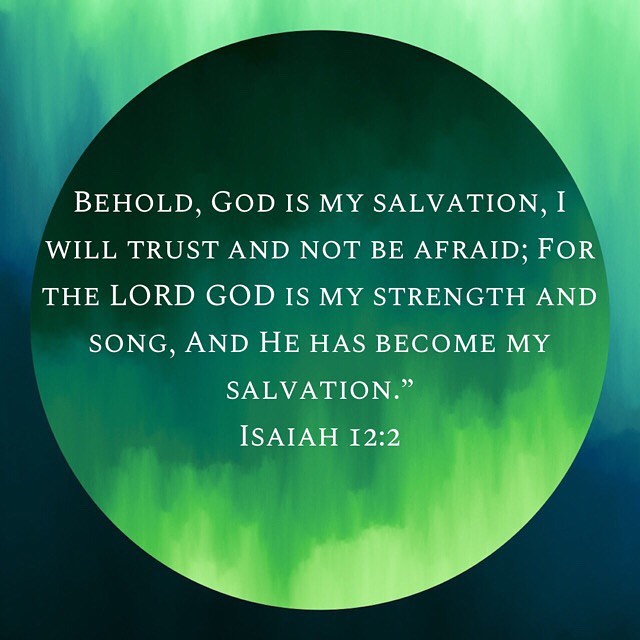 Behold, God is my salvation, I
will trust and not be afraid; For
the LORD GOD is my strength and
song, And He has become my
salvation.”
Isaiah 12:2